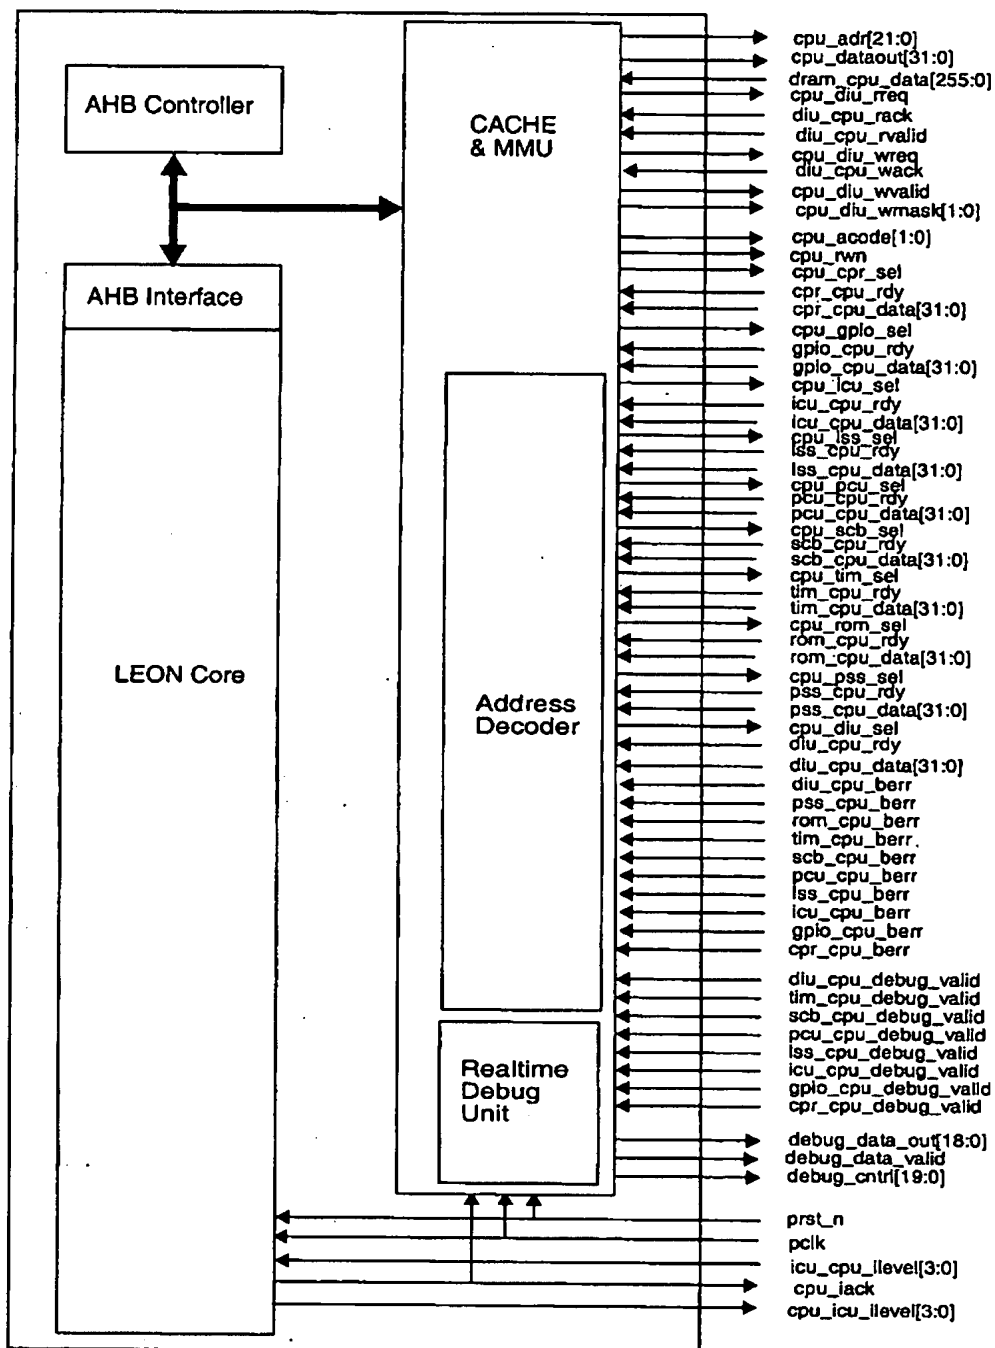 cpu_adr[21:0]
cpu_dataout[31:0]
dram_cpu_data[255:0]
cpu_diu_rreq
diu_cpu_rack
diu_cpu_rvalid
cpu_diu_wreq
diu_cpu_wack
cpu_diu_wvalid
cpu_diu_wmask[1:0]
cpu_acode[1:0]
cpu_rwn
cpu_cpr_sel
cpr_cpu_rdy
cpr_cpu_data[31:0]
cpu_gpio_sel
gpio_cpu_rdy
gpio_cpu_data[31:0]
cpu_icu_sel
icu_cpu_rdy
icu_cpu_data[31:0]
cpu_lss_sel
lss_cpu_rdy
lss_cpu_data[31:0]
cpu_pcu_sel
pcu_cpu_rdy
pcu_cpu_data[31:0]
cpu_scb_sel
scb_cpu_rdy
scb_cpu_data[31:0]
cpu_tim_sel
tim_cpu_rdy
tim_cpu_data[31:0]
cpu_rom_sel
rom_cpu_rdy
rom_cpu_data[31:0]
cpu_pss_sel
pss_cpu_rdy
pss_cpu_data[31:0]
cpu_diu_sel
diu_cpu_rdy
diu_cpu_data[31:0]
diu_cpu_berr
pss_cpu_berr
rom_cpu_berr
tim_cpu_berr
scb_cpu_berr
pcu_cpu_berr
lss_cpu_berr
icu_cpu_berr
gpio_cpu_berr
cpr_cpu_berr
diu_cpu_debug_valid
tim_cpu_debug_valid
scb_cpu_debug_valid
pcu_cpu_debug_valid
lss_cpu_debug_valid
icu_cpu_debug_valid
gpio_cpu_debug_valid
cpr_cpu_debug_valid
debug_data_out[18:0]
debug_data_valid
debug_cntrl[19:0]
prst_n
pclk
icu_cpu_ilevel[3:0]
cpu_iack
cpu_icu_ilevel[3:0]
AHB Controller
CACHE
& MMU
AHB Interface
LEON Core
Address
Decoder
Realtime
Debug
Unit